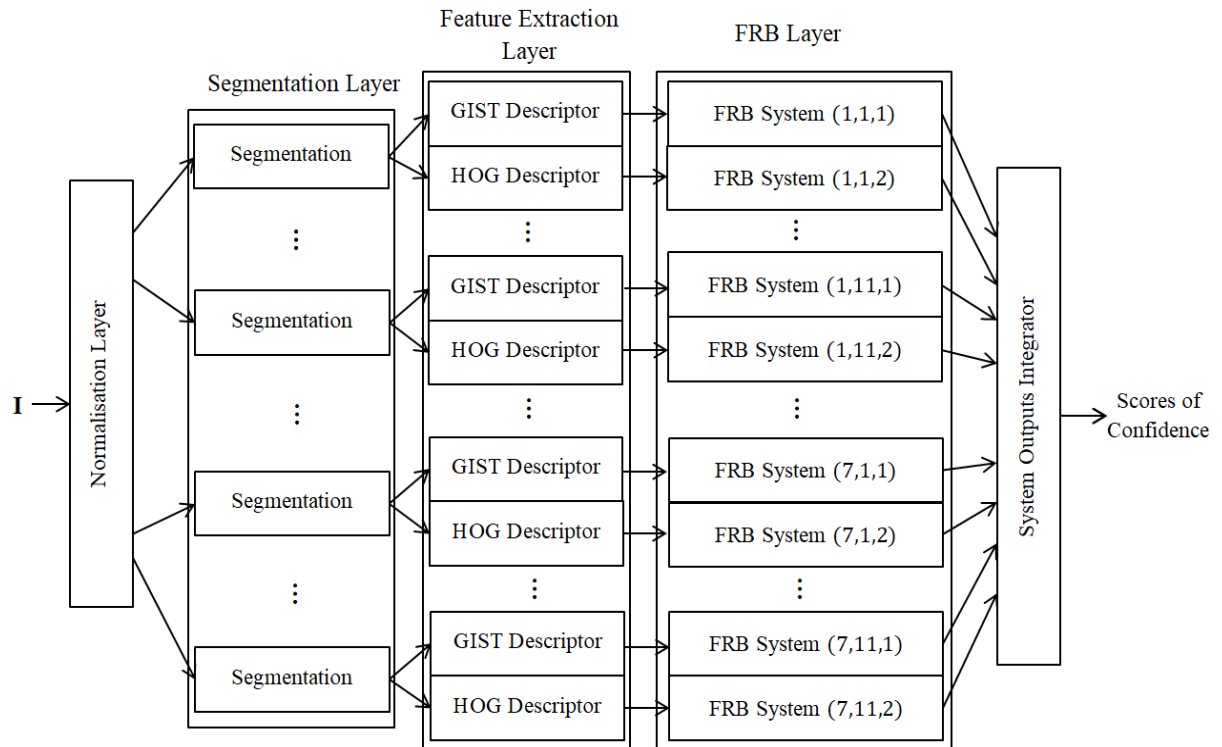 Feature Extraction
Layer
FRB Layer
Segmentation Layer
I
Normalisation Layer
Segmentation
⋮
Segmentation
⋮
Segmentation
⋮
Segmentation
GIST Descriptor
HOG Descriptor
⋮
GIST Descriptor
HOG Descriptor
⋮
GIST Descriptor
HOG Descriptor
⋮
GIST Descriptor
HOG Descriptor
FRB System (1,1,1)
FRB System (1,1,2)
⋮
FRB System (1,11,1)
FRB System (1,11,2)
⋮
FRB System (7,1,1)
FRB System (7,1,2)
⋮
FRB System (7,11,1)
FRB System (7,11,2)
System Outputs Integrator
Scores of
Confidence